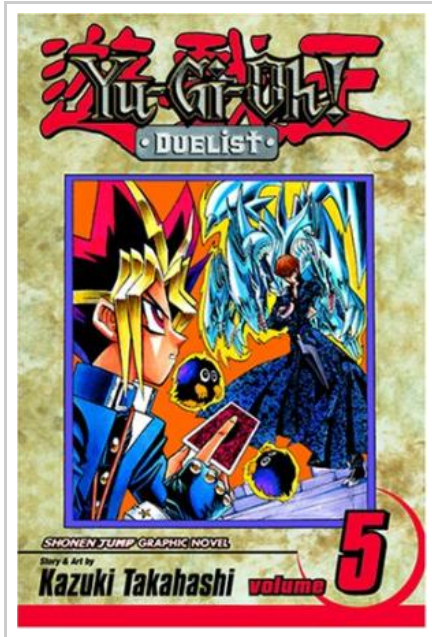 遊戯王
Yu-Gi-Oh!
• DUELiST •
SHONEN JUMP GRAPHIC NOVEL
Story & Art by
Kazuki Takahashi
volume 5